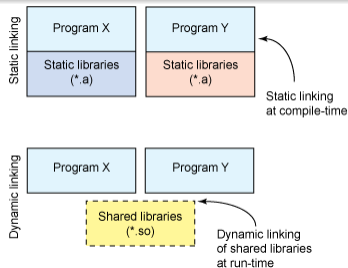 Static linking
Program X
Static libraries
(*.a)
Program Y
Static libraries
(*.a)
Static linking
at compile-time
Dynamic linking
Program X
Program Y
Shared libraries
(*.so)
Dynamic linking
of shared libraries
at run-time